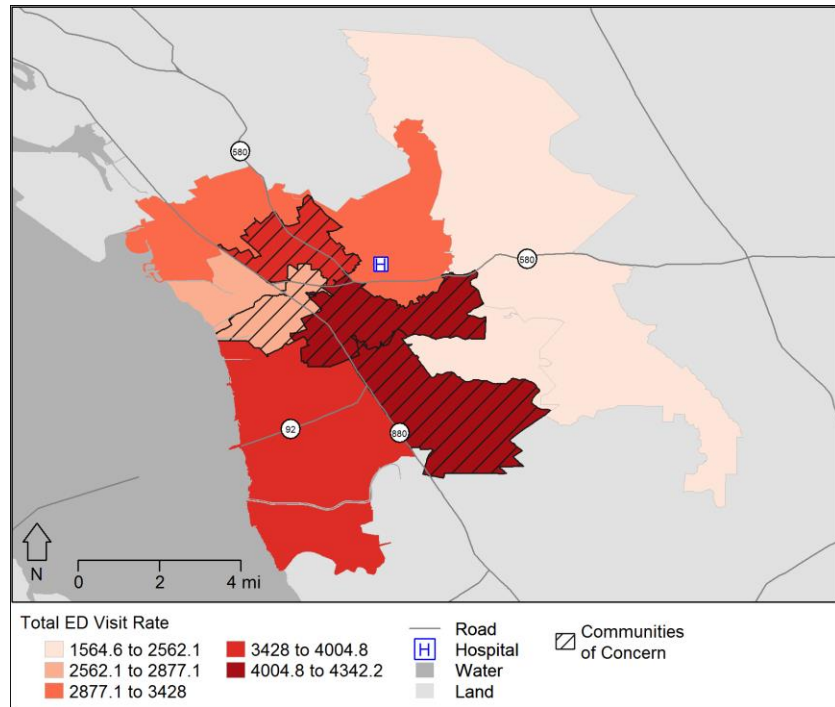 580
H
580
92
880
N
0 2 4 mi
Total ED Visit Rate
1564.6 to 2562.1
2562.1 to 2877.1
2877.1 to 3428
3428 to 4004.8
4004.8 to 4342.2
Road
H Hospital
Water
Land
Communities
of Concern